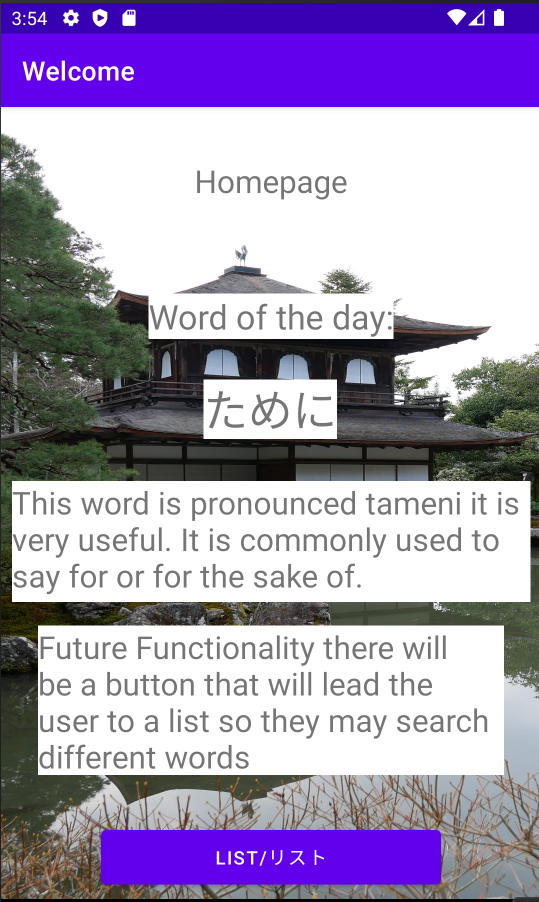 3:54
Welcome
Homepage
Word of the day:
ために
This word is pronounced tameni it is
very useful. It is commonly used to
say for or for the sake of.
Future Functionality there will
be a button that will lead the
user to a list so they may search
different words
LIST/リスト